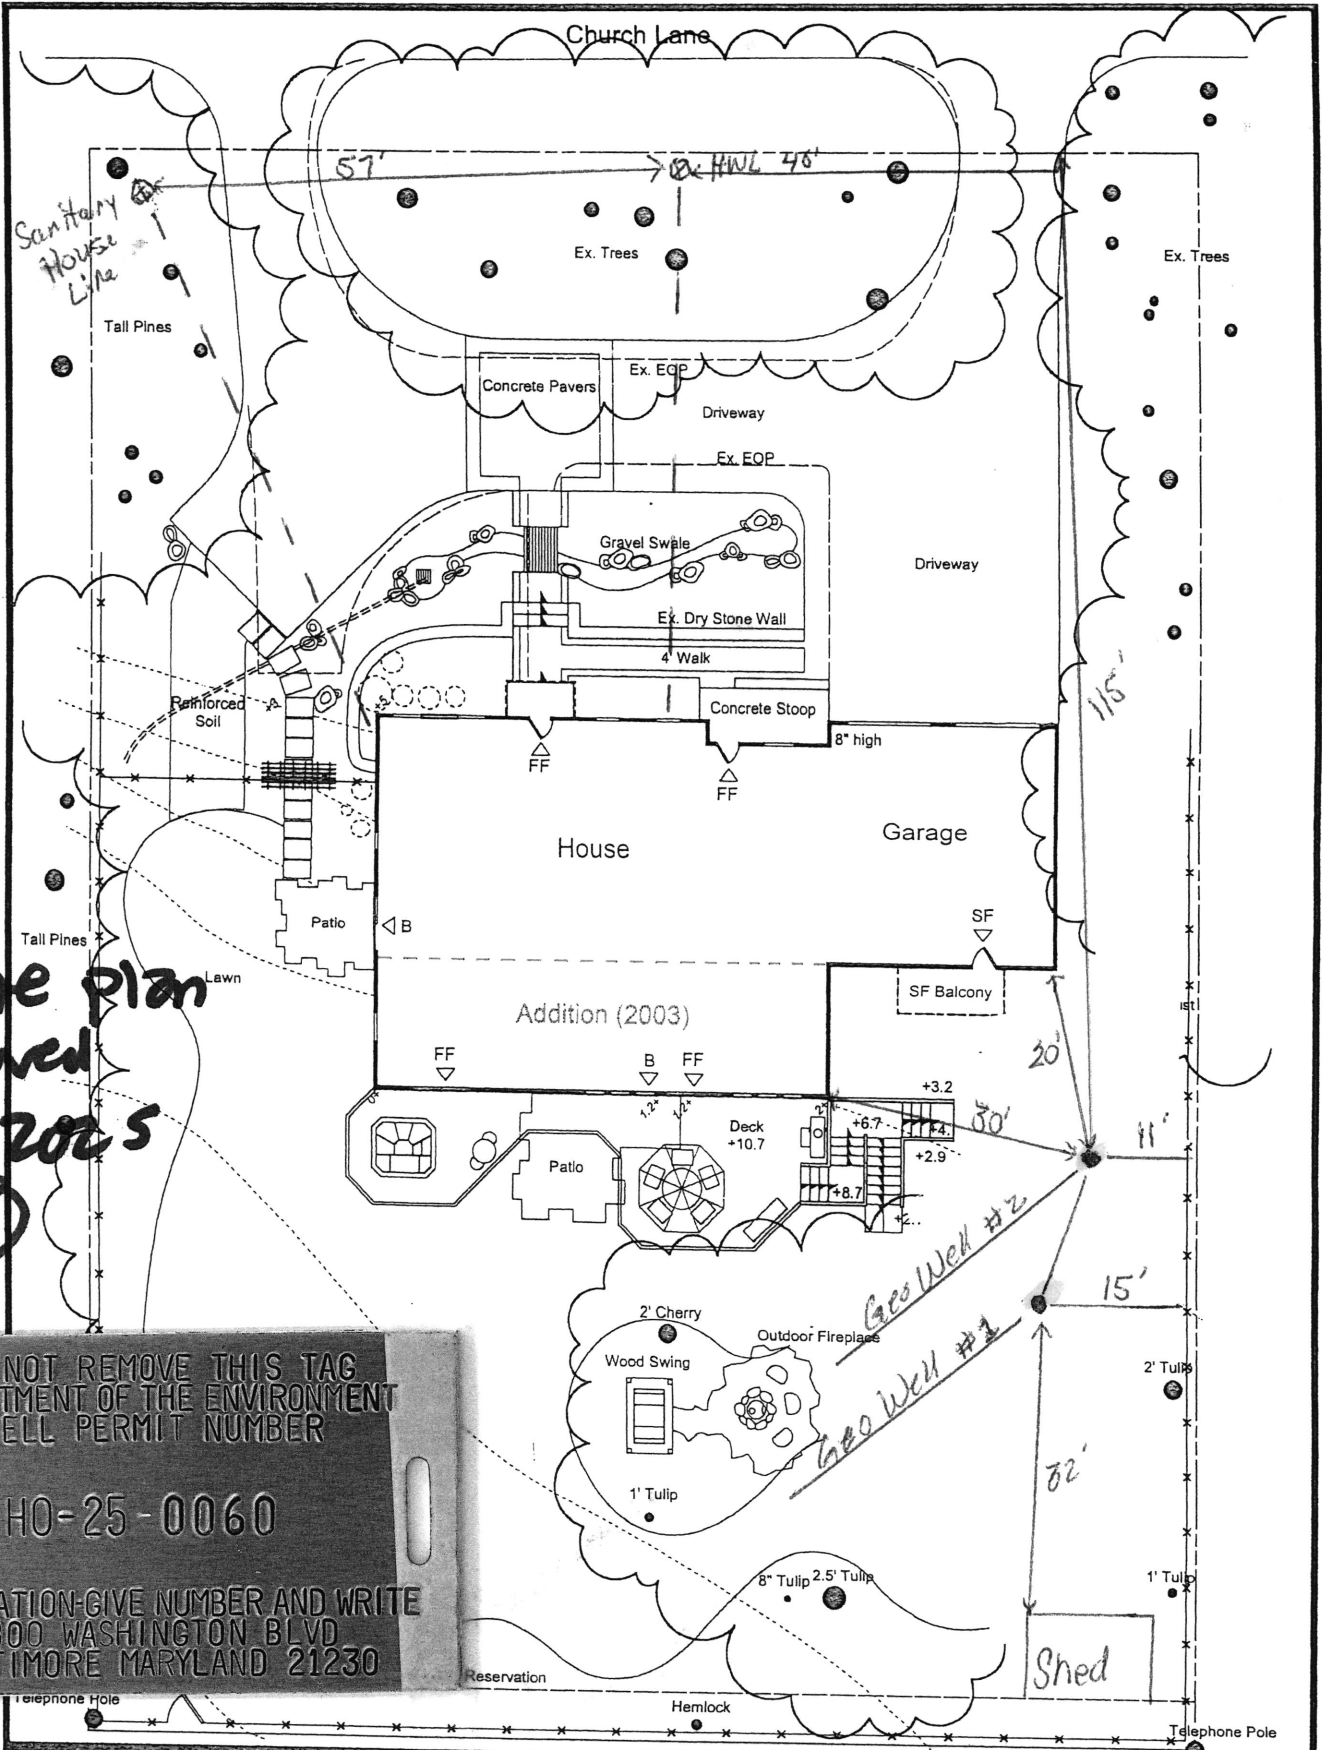 Church Lane
57'
HWL 40'
Sanitary
House
Line
Ex. Trees
Ex. Trees
Tall Pines
Ex. EOP
Concrete Pavers
Driveway
Ex. EOP
Gravel Swale
Driveway
Ex. Dry Stone Wall
4' Walk
115'
Reinforced
Soil
Concrete Stoop
8" high
FF
FF
House
Garage
Patio
B
SF
Tall Pines
Lawn
plan
SF Balcony
Addition (2003)
20'
FF
B
FF
+3.2
2025
Deck
+10.7
+6.7
+4.
30'
11'
+2.9
Patio
+8.7
Geo Well #2
15'
2' Cherry
Outdoor Fireplace
Geo Well #1
Wood Swing
2' Tulip
NOT REMOVE THIS TAG
TMENT OF THE ENVIRONMENT
ELL PERMIT NUMBER
32'
1' Tulip
HO-25-0060
8" Tulip
2.5' Tulip
1' Tulip
ATION-GIVE NUMBER AND WRITE
00 WASHINGTON BLVD
TIMORE MARYLAND 21230
Shed
Reservation
Telephone Pole
Hemlock
Telephone Pole